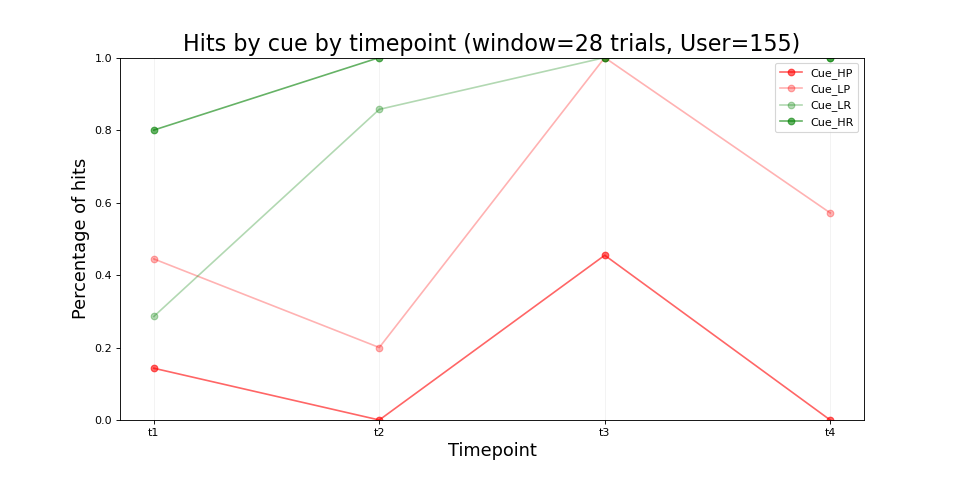 Hits by cue by timepoint (window=28 trials, User=155)
Percentage of hits
1.0
0.8
0.6
0.4
0.2
0.0
Cue_HP
Cue_LP
Cue_LR
Cue_HR
t1
t2
t3
t4
Timepoint